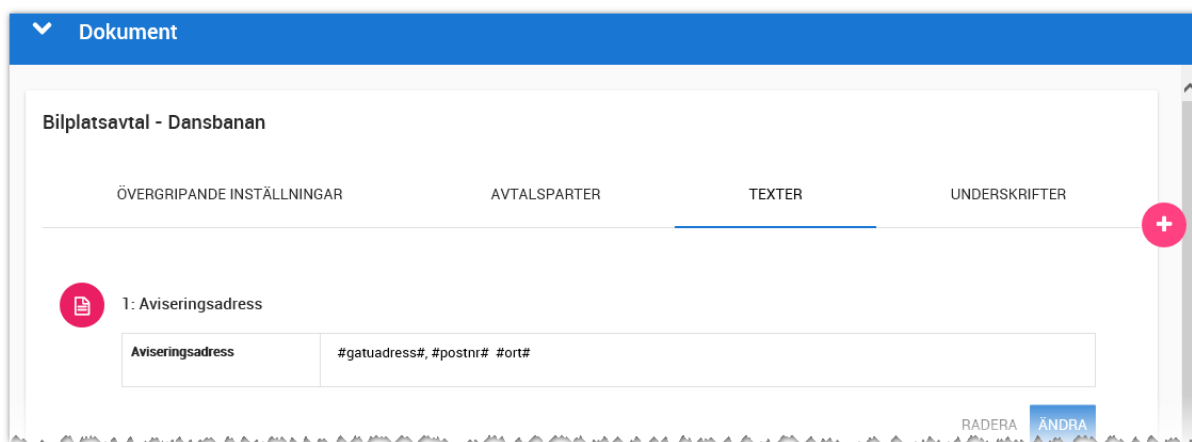 Dokument
Bilplatsavtal - Dansbanan
ÖVERGRIPANDE INSTÄLLNINGAR AVTALSPARTER TEXTER UNDERSKRIFTER
1: Aviseringsadress
Aviseringsadress #gatuadress#, #postnr# #ort#
RADERA ÄNDRA